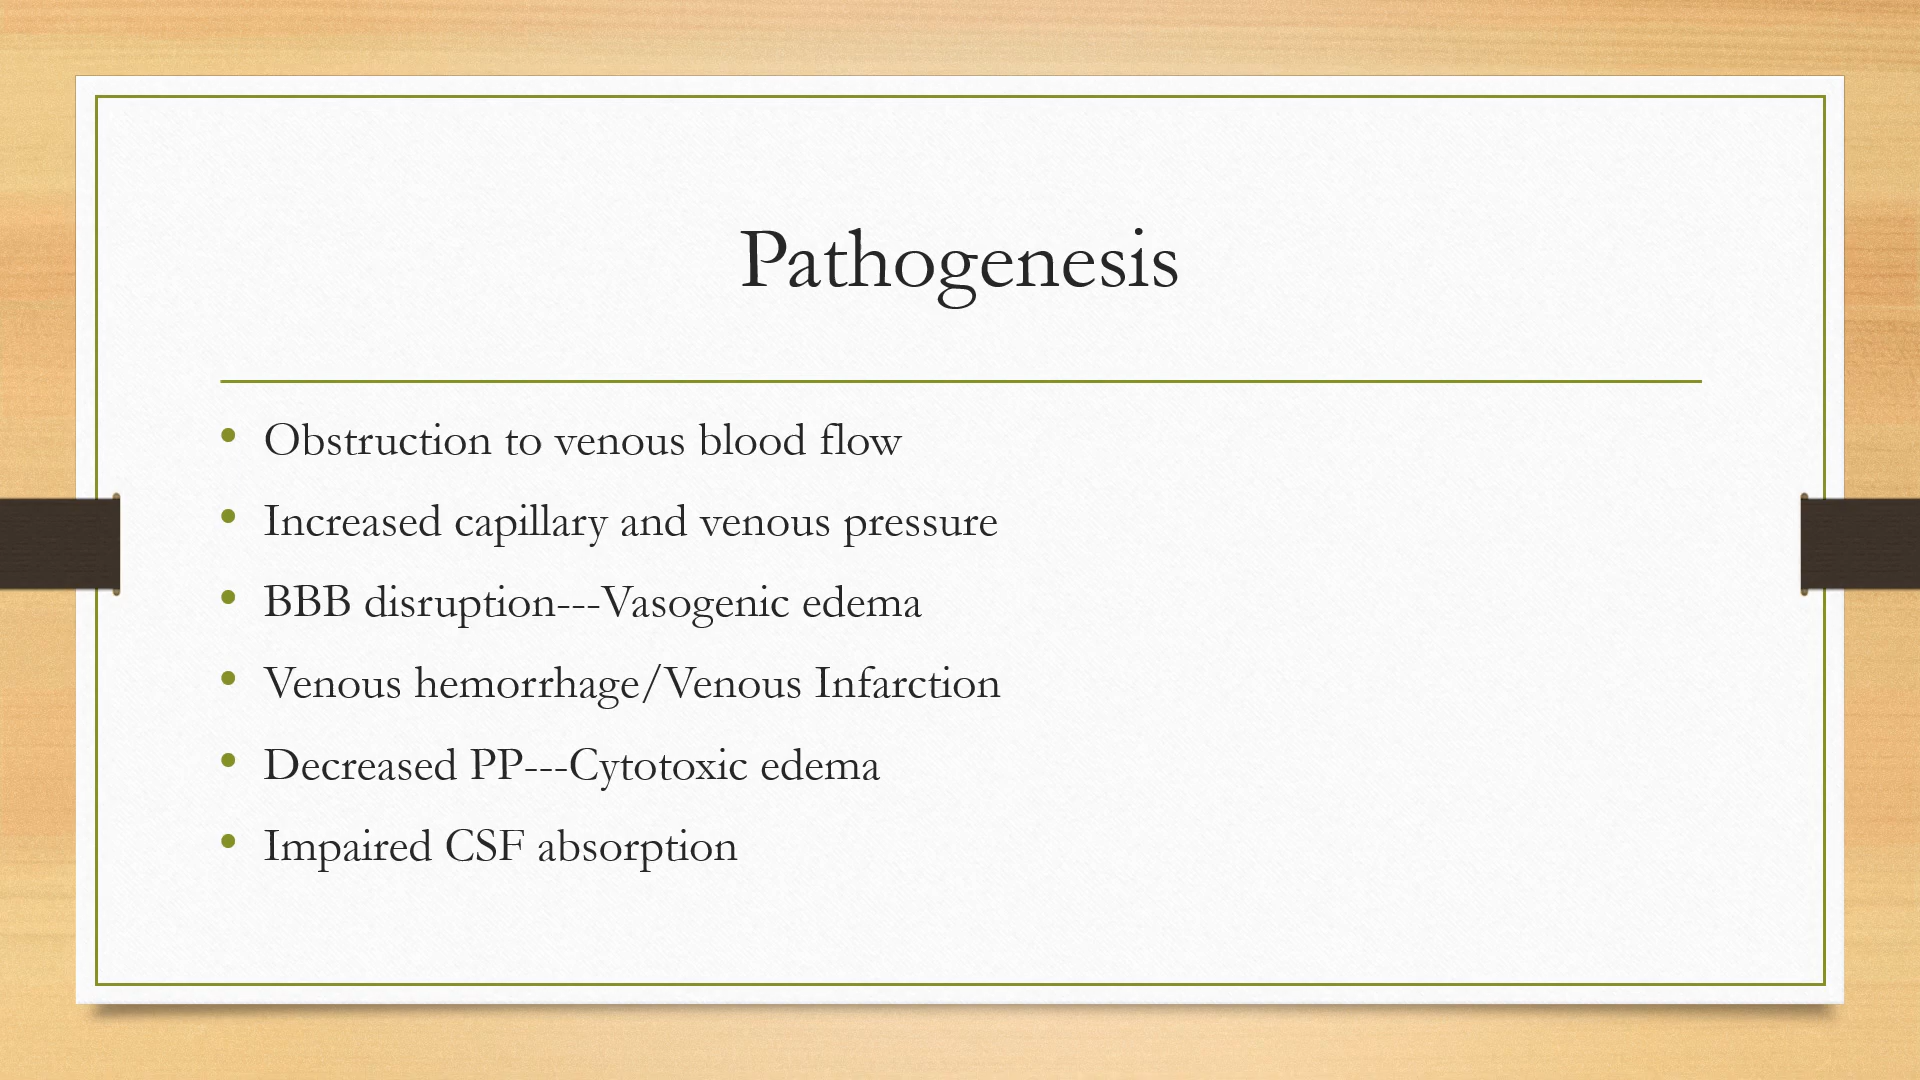 Pathogenesis
• Obstruction to venous blood flow
• Increased capillary and venous pressure
• BBB disruption---Vasogenic edema
• Venous hemorrhage/Venous Infarction
• Decreased PP---Cytotoxic edema
• Impaired CSF absorption